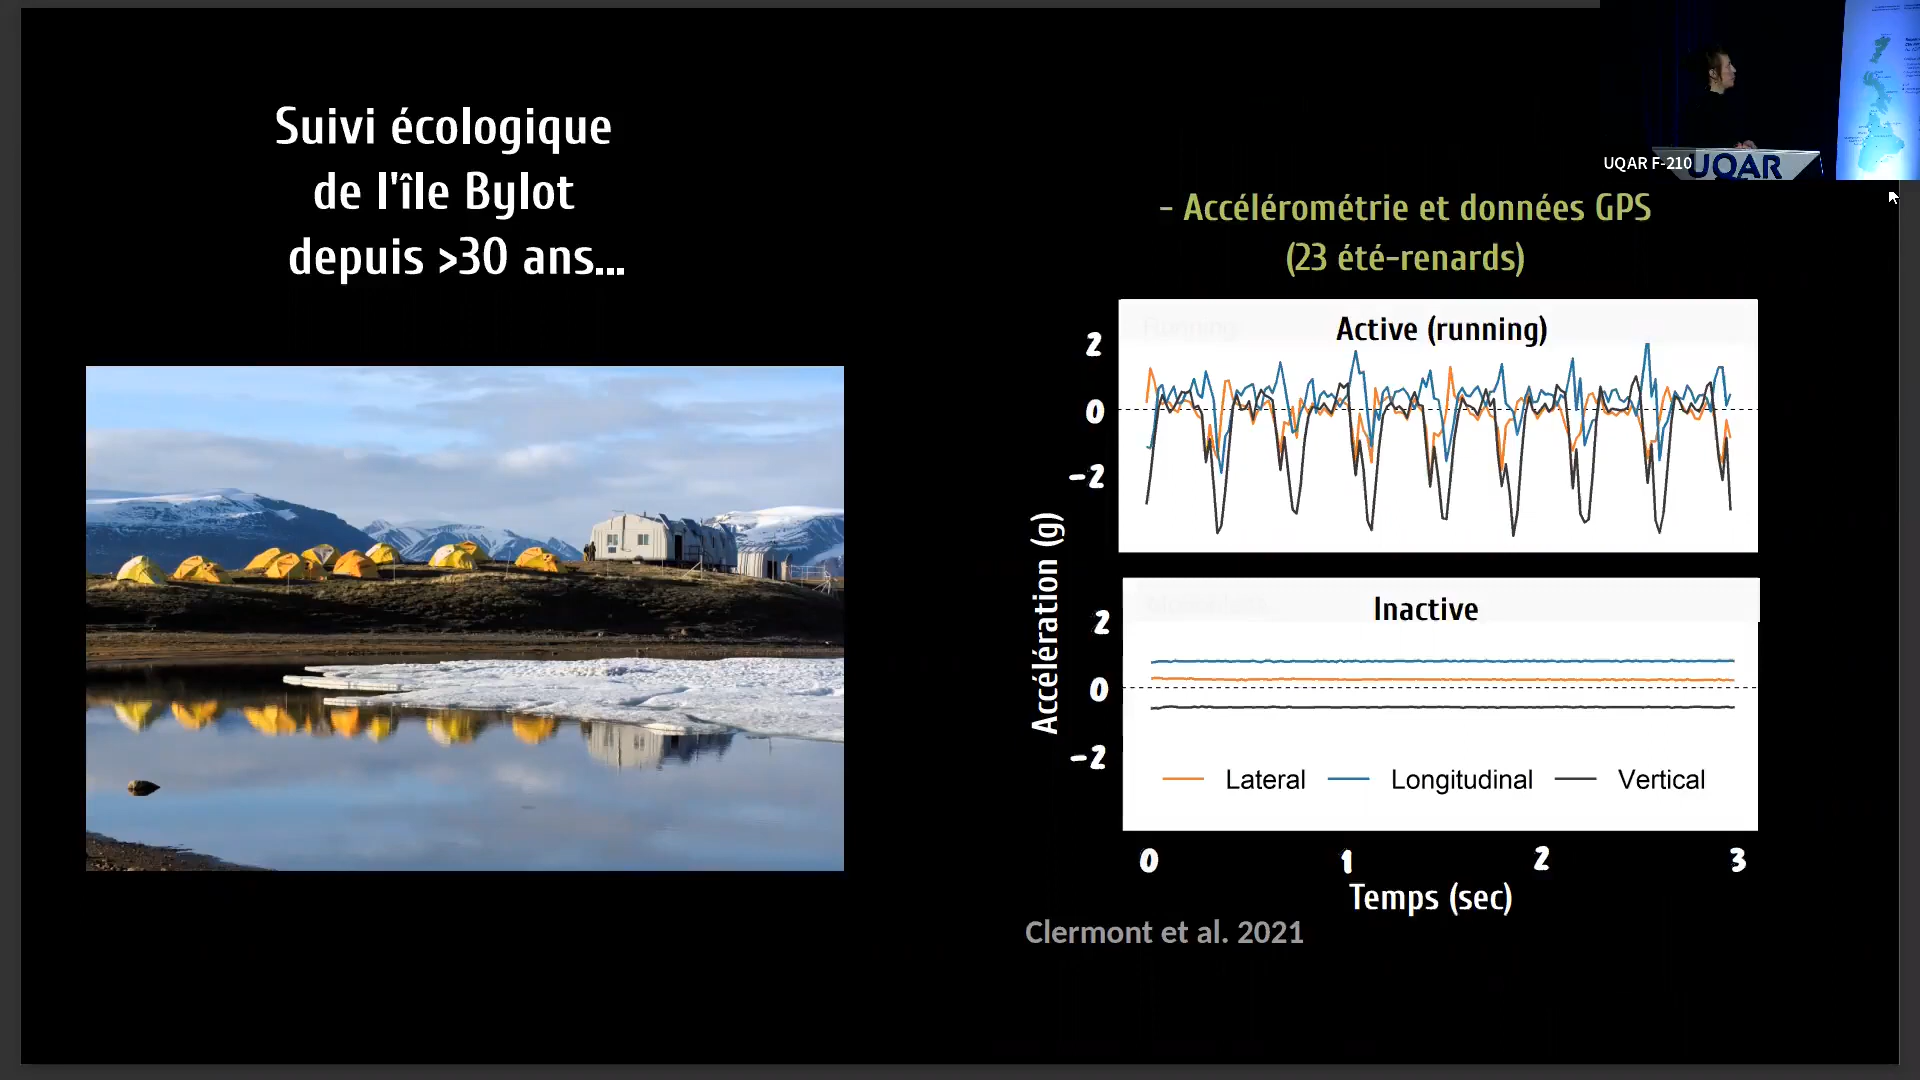 Suivi écologique
de l'île Bylot
depuis >30 ans...
UQAR F-210
UQAR
- Accélérométrie et données GPS
(23 été-renards)
Active (running)
2
0
-2
Accélération (g)
Inactive
2
0
-2
Lateral Longitudinal Vertical
0 1 2 3
Temps (sec)
Clermont et al. 2021